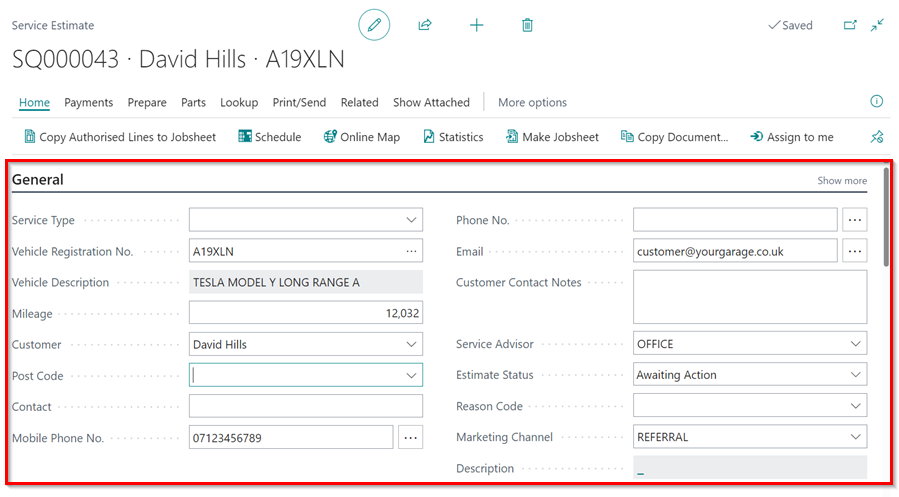 Service Estimate
Saved
SQ000043 · David Hills · A19XLN
Home Payments Prepare Parts Lookup Print/Send Related Show Attached More options
Copy Authorised Lines to Jobsheet Schedule Online Map Statistics Make Jobsheet Copy Document... Assign to me
General Show more
Service Type
Vehicle Registration No. A19XLN
Vehicle Description TESLA MODEL Y LONG RANGE A
Mileage 12,032
Customer David Hills
Post Code
Contact
Mobile Phone No. 07123456789
Phone No.
Email customer@yourgarage.co.uk
Customer Contact Notes
Service Advisor OFFICE
Estimate Status Awaiting Action
Reason Code
Marketing Channel REFERRAL
Description _